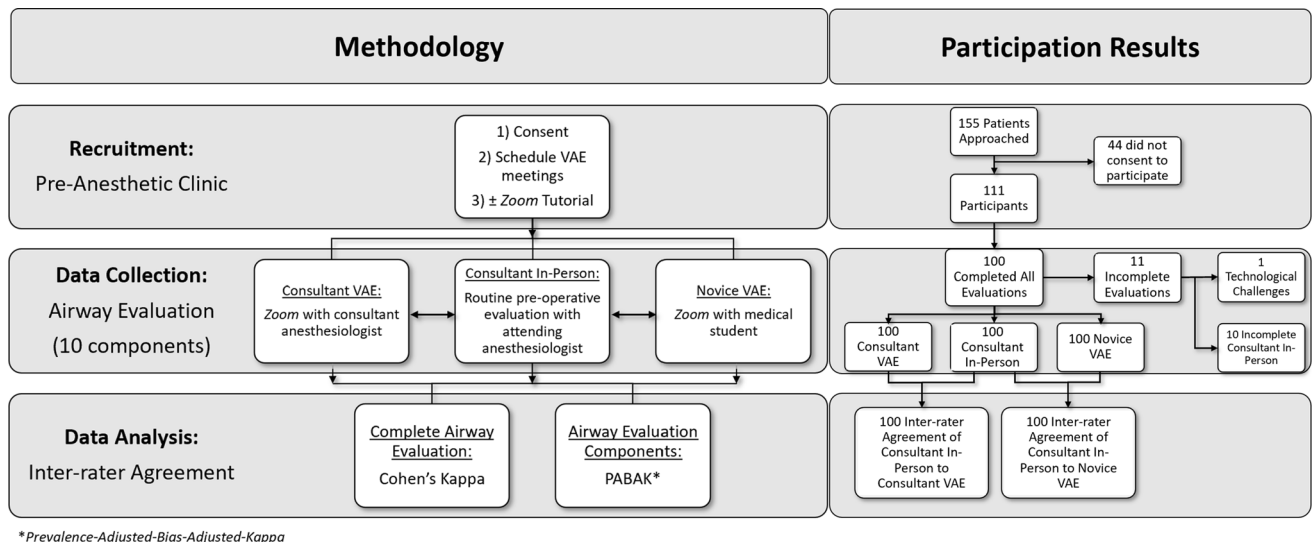 Methodology
Participation Results
Recruitment:
Pre-Anesthetic Clinic
1) Consent
2) Schedule VAE
meetings
3) ± Zoom Tutorial
155 Patients
Approached
44 did not
consent to
participate
111
Participants
Data Collection:
Airway Evaluation
(10 components)
Consultant VAE:
Zoom with consultant
anesthesiologist
Consultant In-Person:
Routine pre-operative
evaluation with
attending
anesthesiologist
Novice VAE:
Zoom with medical
student
100
Completed All
Evaluations
11
Incomplete
Evaluations
1
Technological
Challenges
10 Incomplete
Consultant In-
Person
100
Consultant
VAE
100
Consultant
In-Person
100 Novice
VAE
Data Analysis:
Inter-rater Agreement
Complete Airway
Evaluation:
Cohen's Kappa
Airway Evaluation
Components:
PABAK*
100 Inter-rater
Agreement of
Consultant In-
Person to
Consultant VAE
100 Inter-rater
Agreement of
Consultant In-
Person to Novice
VAE
*Prevalence-Adjusted-Bias-Adjusted-Kappa